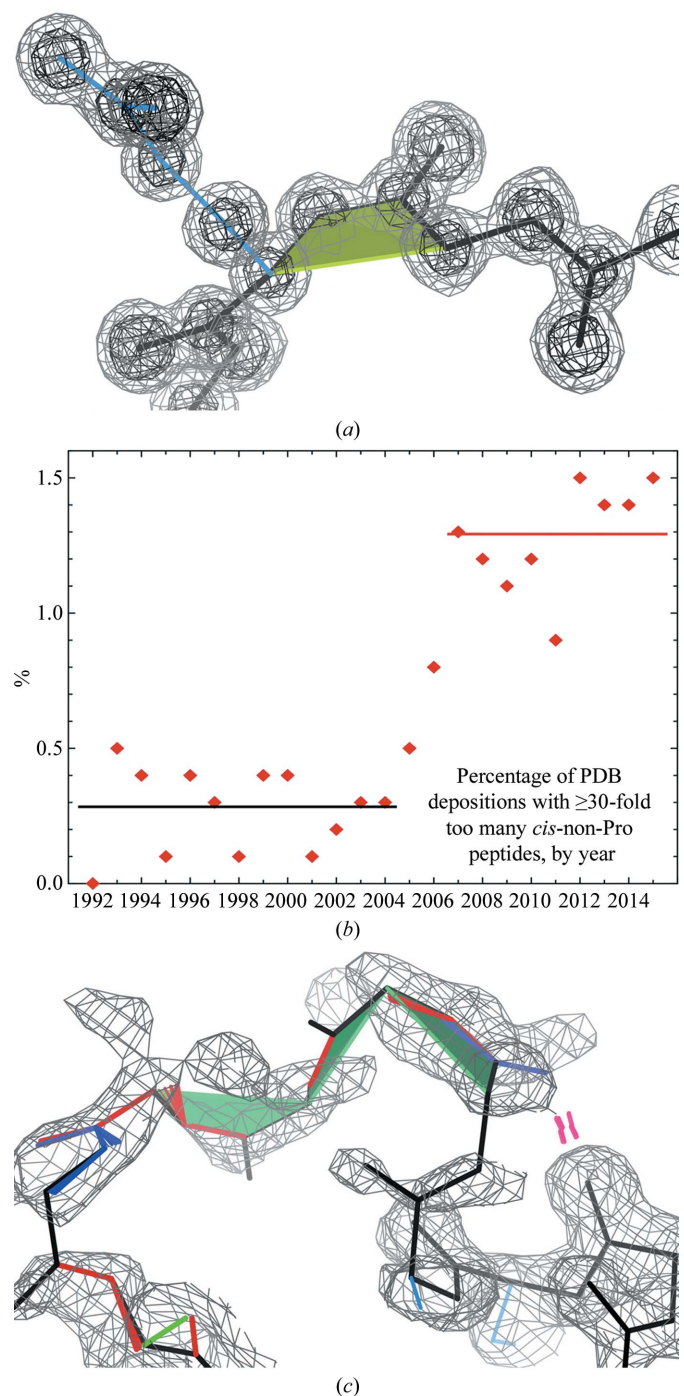 (a)
1.5
1.0
%
0.5
0.0
Percentage of PDB
depositions with ≥30-fold
too many cis-non-Pro
peptides, by year
1992 1994 1996 1998 2000 2002 2004 2006 2008 2010 2012 2014
(b)
(c)